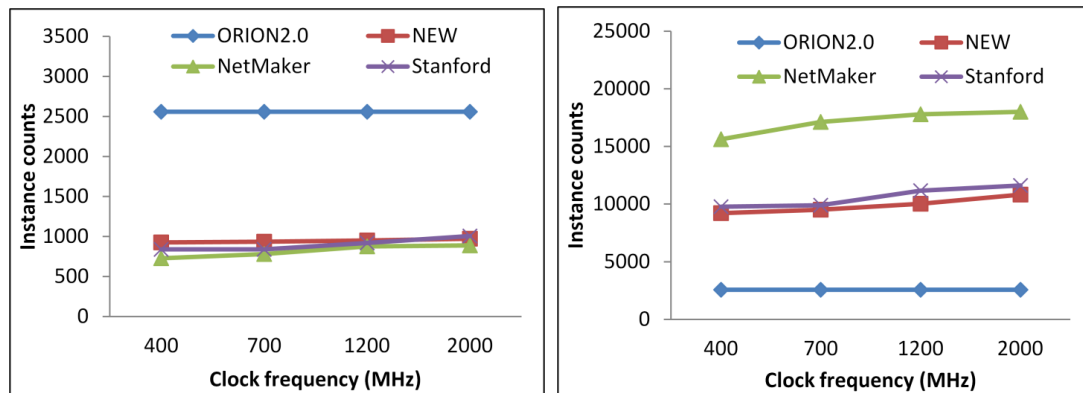 3500
3000
2500
2000
1500
1000
500
0
Instance counts
ORION2.0
NEW
NetMaker
Stanford
400 700 1200 2000
Clock frequency (MHz)
25000
20000
15000
10000
5000
0
Instance counts
ORION2.0
NEW
NetMaker
Stanford
400 700 1200 2000
Clock frequency (MHz)